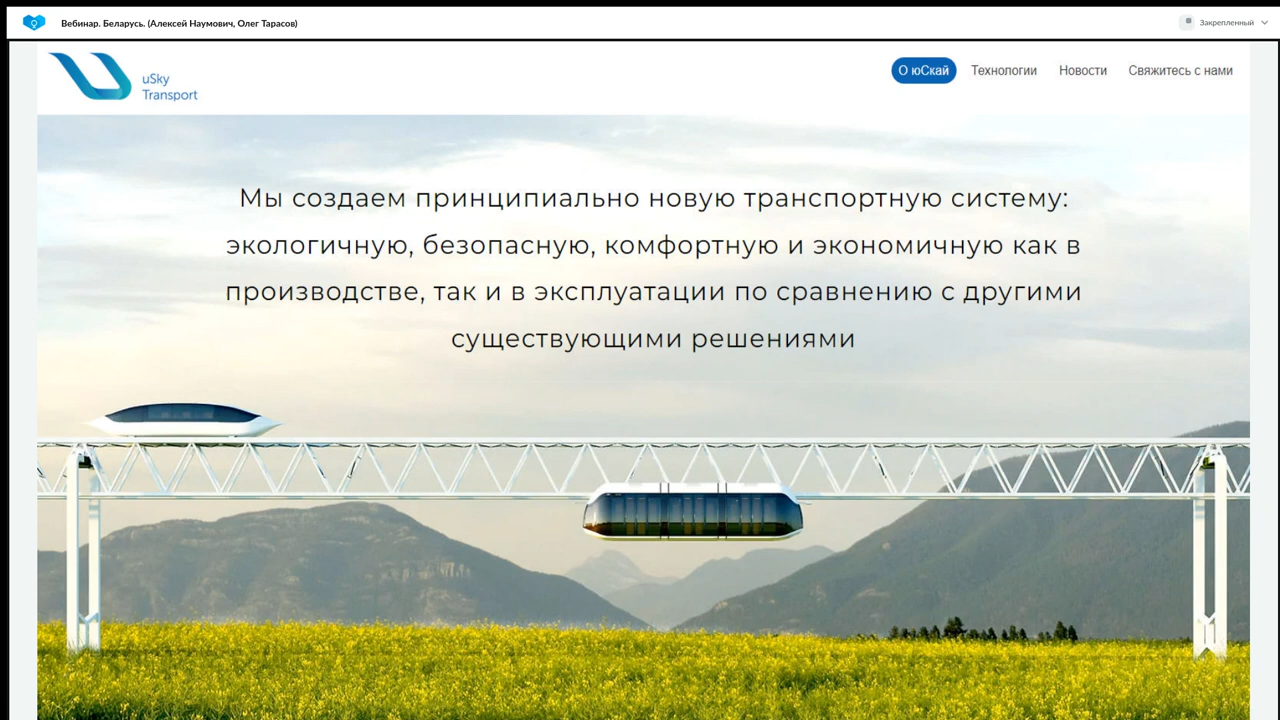 Вебинар. Беларусь. (Алексей Наумович, Олег Тарасов)
Закрепленный
uSky
Transport
О юСкай
Технологии
Новости
Свяжитесь с нами
Мы создаем принципиально новую транспортную систему:
экологичную, безопасную, комфортную и экономичную как в
производстве, так и в эксплуатации по сравнению с другими
существующими решениями